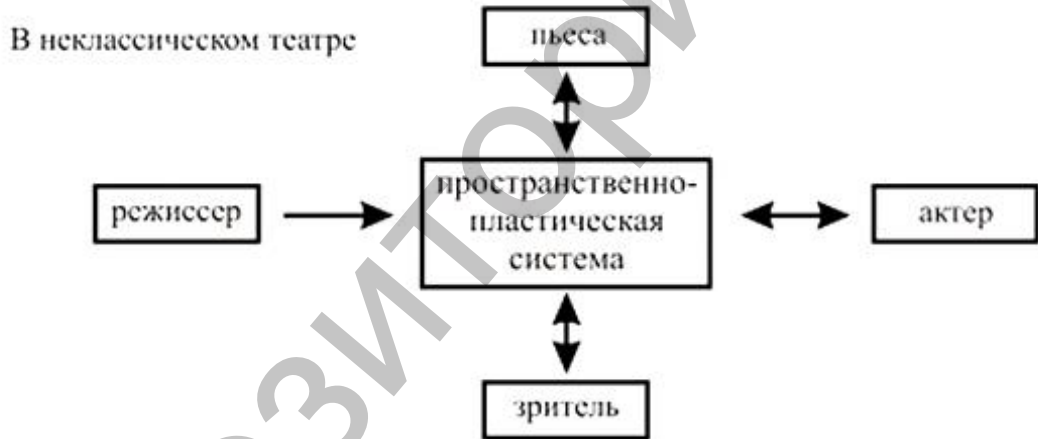 В неклассическом театре
пьеса
режиссер
пространственно-
пластическая
система
актер
зритель